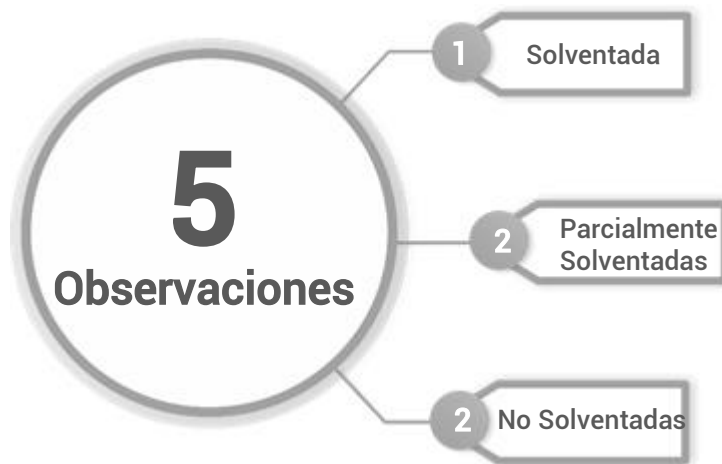 5
Observaciones
1
Solventada
2
Parcialmente
Solventadas
2
No Solventadas